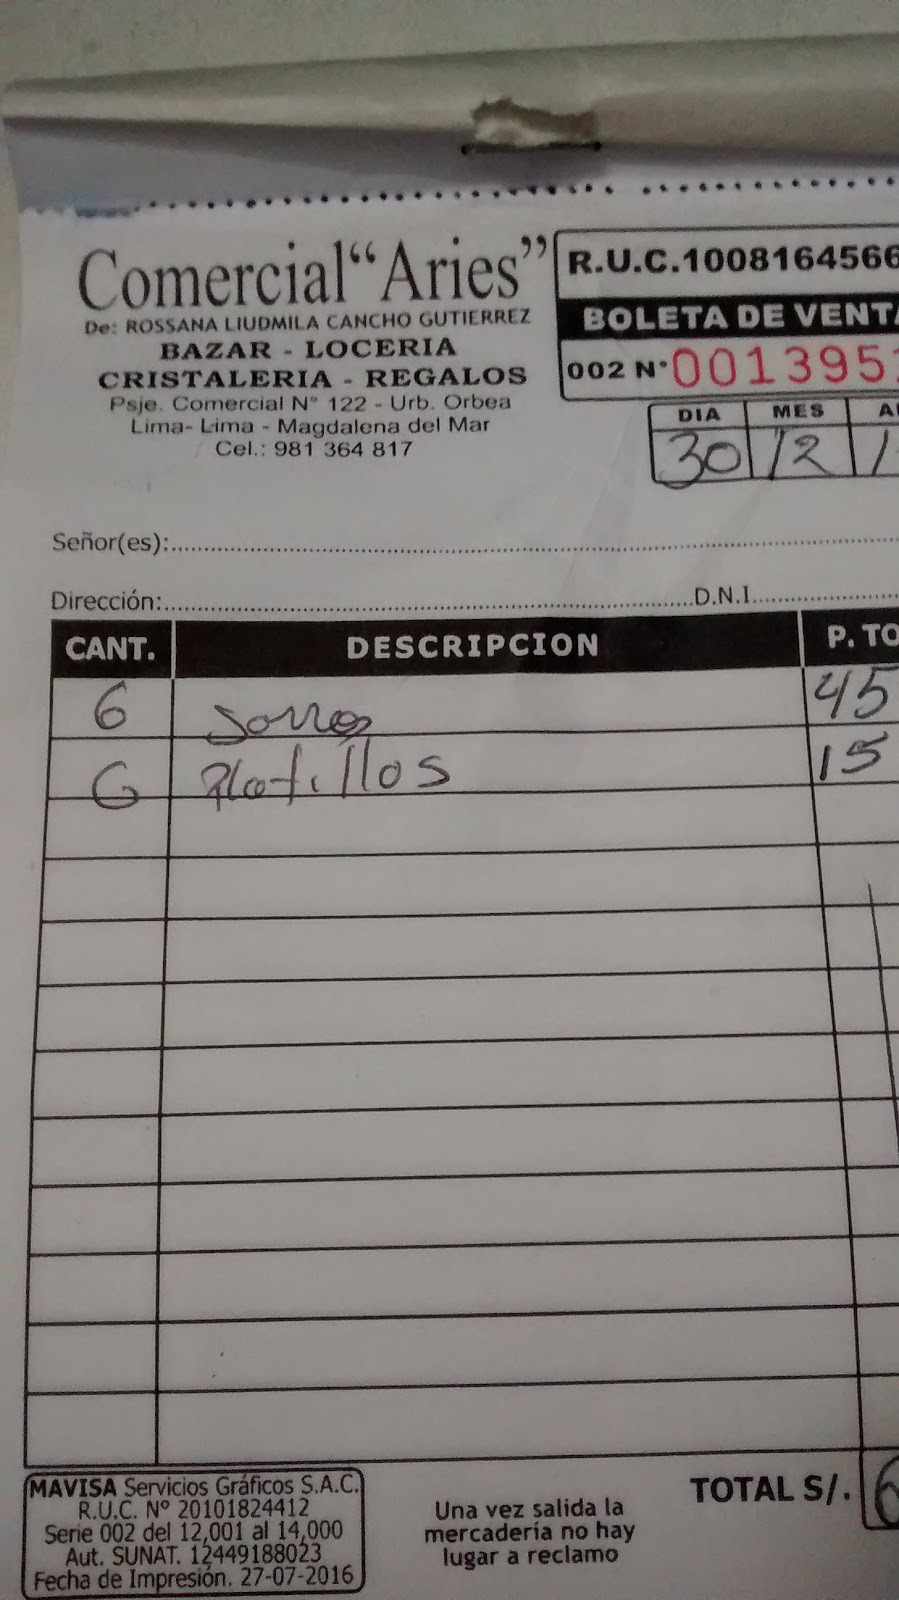 Comercial "Aries"
De: ROSSANA LIUDMILA CANCHO GUTIERREZ
BAZAR - LOCERIA
CRISTALERIA - REGALOS
Psje. Comercial N° 122 - Urb. Orbea
Lima- Lima - Magdalena del Mar
Cel.: 981 364 817
R.U.C.1008164566
BOLETA DE VENTA
002 N° 001395
DIA MES
30 12
Señor(es):
Dirección: D.N.I.
CANT. DESCRIPCION P. TO
6 45
6 Platillos 15
MAVISA Servicios Gráficos S.A.C.
R.U.C. Nº 20101824412
Serie 002 del 12,001 al 14,000
Aut. SUNAT. 12449188023
Fecha de Impresión. 27-07-2016
Una vez salida la
mercadería no hay
lugar a reclamo
TOTAL S/. 6